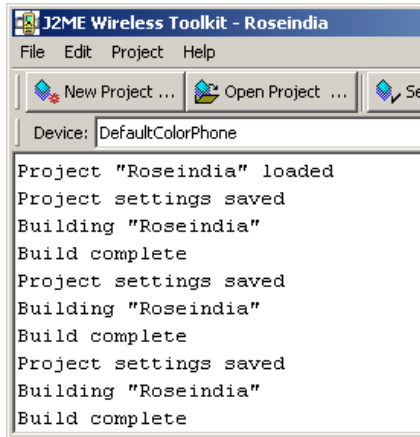 J2ME Wireless Toolkit - Roseindia
File Edit Project Help
New Project ... Open Project ... Se
Device: DefaultColorPhone
Project "Roseindia" loaded
Project settings saved
Building "Roseindia"
Build complete
Project settings saved
Building "Roseindia"
Build complete
Project settings saved
Building "Roseindia"
Build complete